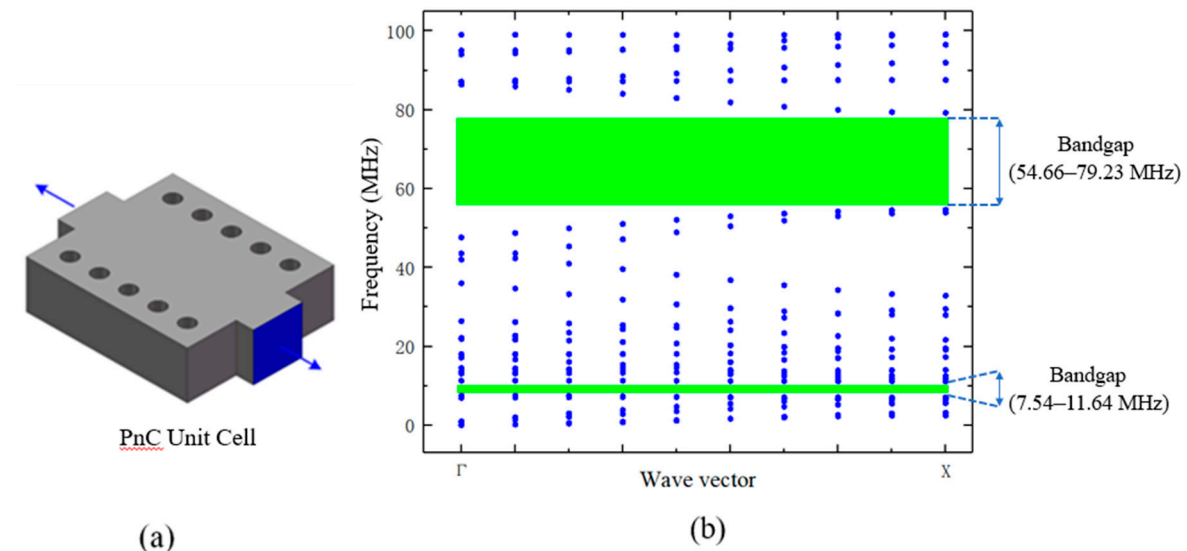 PnC Unit Cell
(a)
Frequency (MHz)
100
80
60
40
20
0
Γ
X
Wave vector
Bandgap
(54.66–79.23 MHz)
Bandgap
(7.54–11.64 MHz)
(b)